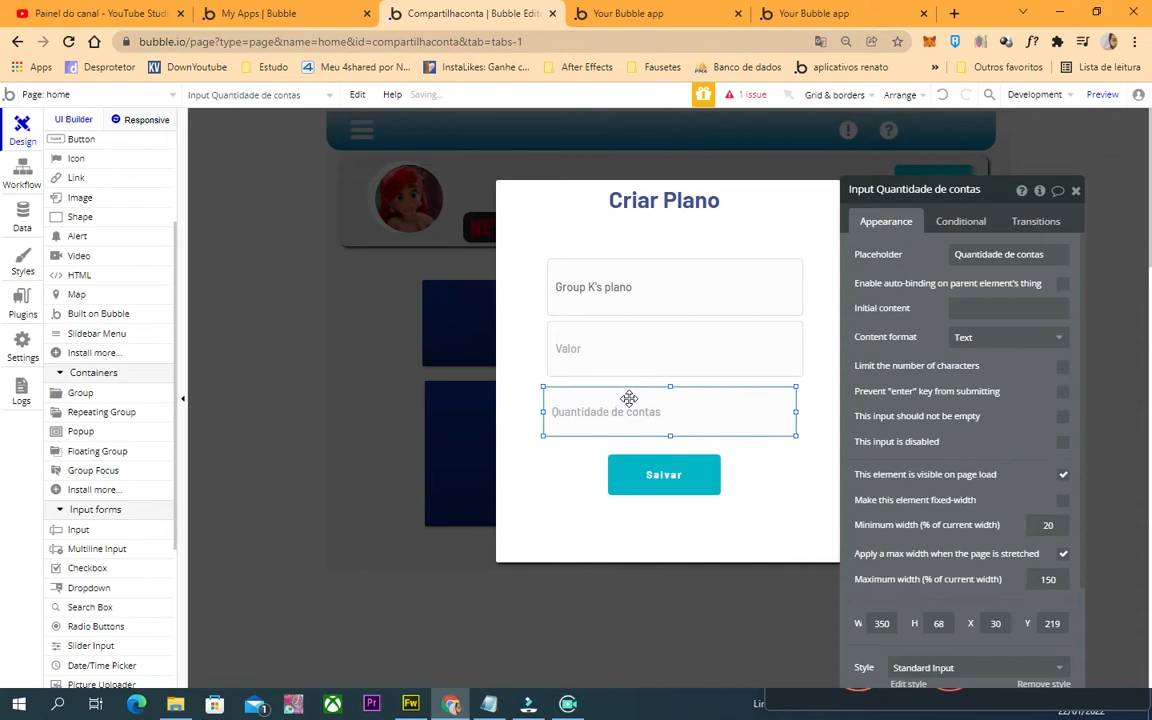 Painel do canal - YouTube Studi
My Apps | Bubble
Compartilhaconta | Bubble Edito
Your Bubble app
Your Bubble app
bubble.io/page?type=page&name=home&id=compartilhaconta&tab=tabs-1
Apps
Desprotetor
DownYoutube
Estudo
Meu 4shared por N...
InstaLikes: Ganhe c...
After Effects
Fausetes
Banco de dados
aplicativos renato
Outros favoritos
Lista de leitura
Page: home
Input Quantidade de contas
Edit
Help
Saving...
1 issue
Grid & borders
Arrange
Development
Preview
Design
Workflow
Data
Styles
Plugins
Settings
Logs
UI Builder
Responsive
Button
Icon
Link
Image
Shape
Alert
Video
HTML
Map
Built on Bubble
Slidebar Menu
Install more...
Containers
Group
Repeating Group
Popup
Floating Group
Group Focus
Install more...
Input forms
Input
Multiline Input
Checkbox
Dropdown
Search Box
Radio Buttons
Slider Input
Date/Time Picker
Picture Uploader
Criar Plano
Group K's plano
Valor
Quantidade de contas
Salvar
Input Quantidade de contas
Appearance
Conditional
Transitions
Placeholder
Quantidade de contas
Enable auto-binding on parent element's thing
Initial content
Content format
Text
Limit the number of characters
Prevent "enter" key from submitting
This input should not be empty
This input is disabled
This element is visible on page load
Make this element fixed-width
Minimum width (% of current width)
20
Apply a max width when the page is stretched
Maximum width (% of current width)
150
W 350 H 68 X 30 Y 219
Style
Standard Input
Edit style
Remove style
22/01/2022